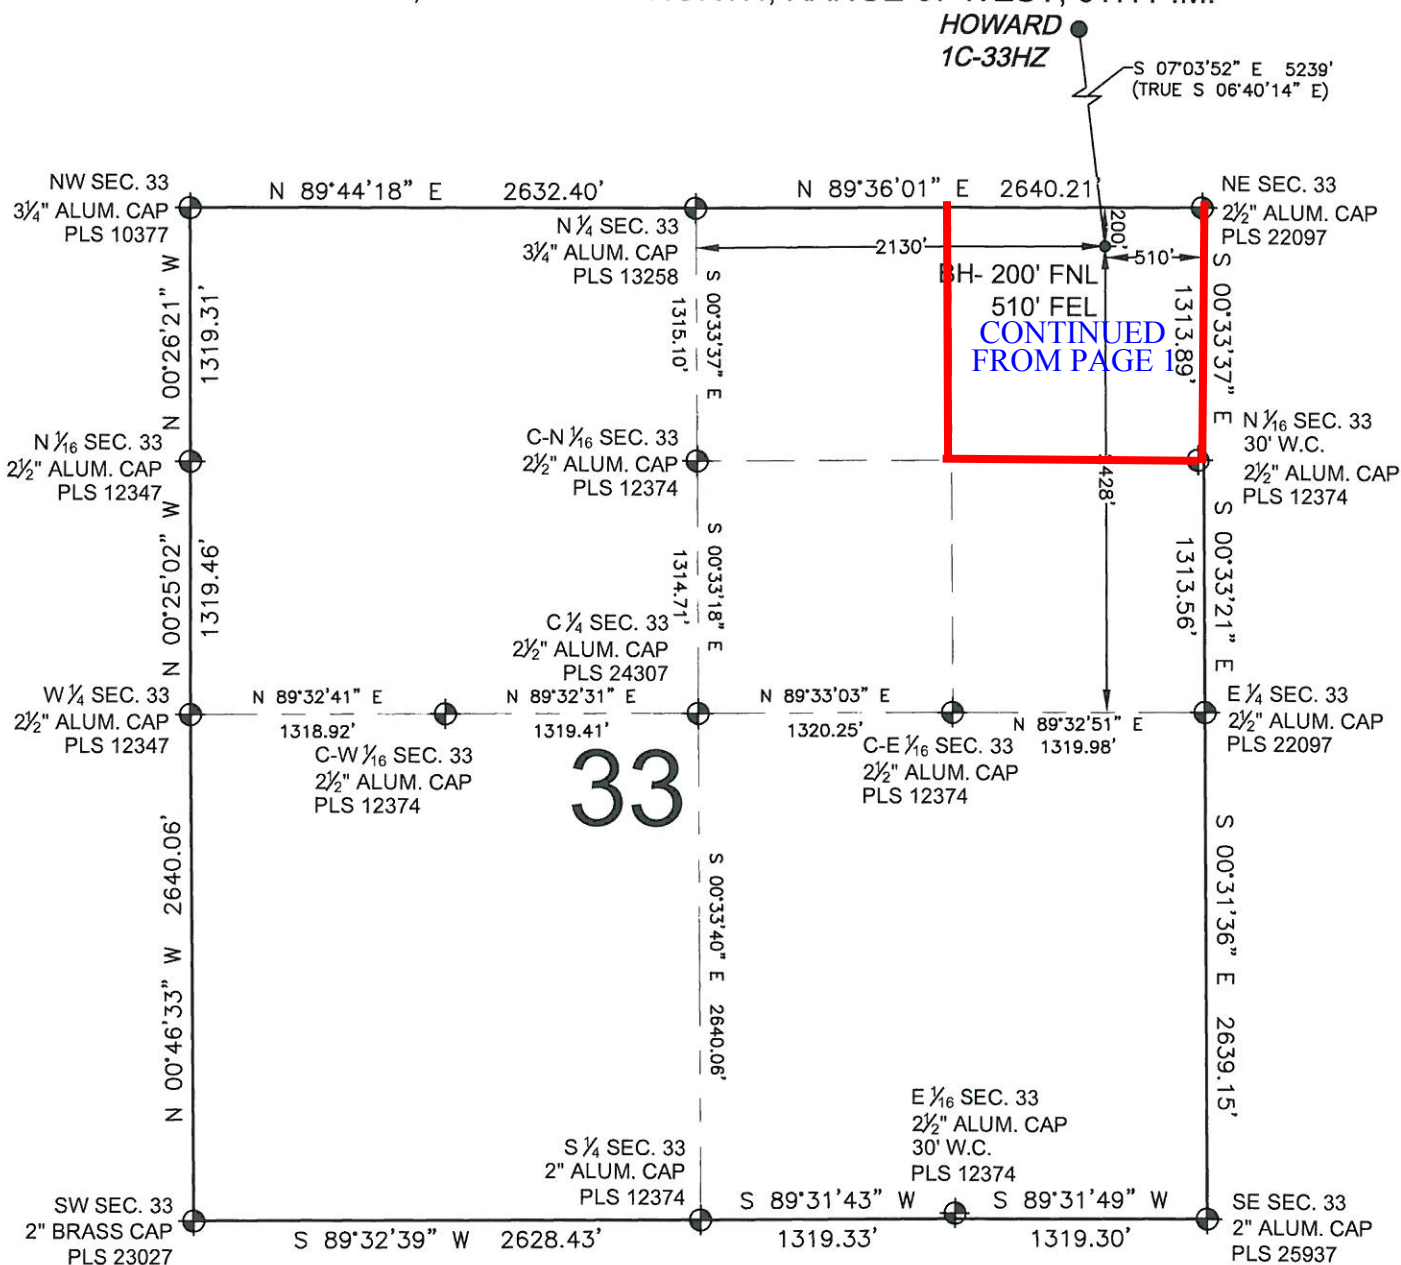 HOWARD
1C-33HZ
S 07°03'52" E 5239'
(TRUE S 06°40'14" E)
NW SEC. 33
3¼" ALUM. CAP
PLS 10377
N 89°44'18" E 2632.40'
N 89°36'01" E 2640.21'
NE SEC. 33
2½" ALUM. CAP
PLS 22097
N ¼ SEC. 33
3¼" ALUM. CAP
PLS 13258
2130'
200'
510'
BH- 200' FNL
510' FEL
CONTINUED
FROM PAGE 1
N 00°26'21" W
1319.31'
S 00°33'37" E
1315.10'
S 00°33'37" E
1313.89'
N 1/16 SEC. 33
2½" ALUM. CAP
PLS 12347
C-N 1/16 SEC. 33
2½" ALUM. CAP
PLS 12374
N 1/16 SEC. 33
30' W.C.
2½" ALUM. CAP
PLS 12374
N 00°25'02" W
1319.46'
S 00°33'18" E
1314.71'
S 00°33'21" E
1313.56'
C ¼ SEC. 33
2½" ALUM. CAP
PLS 24307
W ¼ SEC. 33
2½" ALUM. CAP
PLS 12347
N 89°32'41" E
1318.92'
N 89°32'31" E
1319.41'
N 89°33'03" E
1320.25'
N 89°32'51" E
1319.98'
E ¼ SEC. 33
2½" ALUM. CAP
PLS 22097
C-W 1/16 SEC. 33
2½" ALUM. CAP
PLS 12374
33
C-E 1/16 SEC. 33
2½" ALUM. CAP
PLS 12374
N 00°46'33" W 2640.06'
S 00°33'40" E 2640.06'
S 00°31'36" E 2639.15'
E 1/16 SEC. 33
2½" ALUM. CAP
30' W.C.
PLS 12374
S ¼ SEC. 33
2" ALUM. CAP
PLS 12374
SW SEC. 33
2" BRASS CAP
PLS 23027
S 89°32'39" W 2628.43'
S 89°31'43" W
1319.33'
S 89°31'49" W
1319.30'
SE SEC. 33
2" ALUM. CAP
PLS 25937